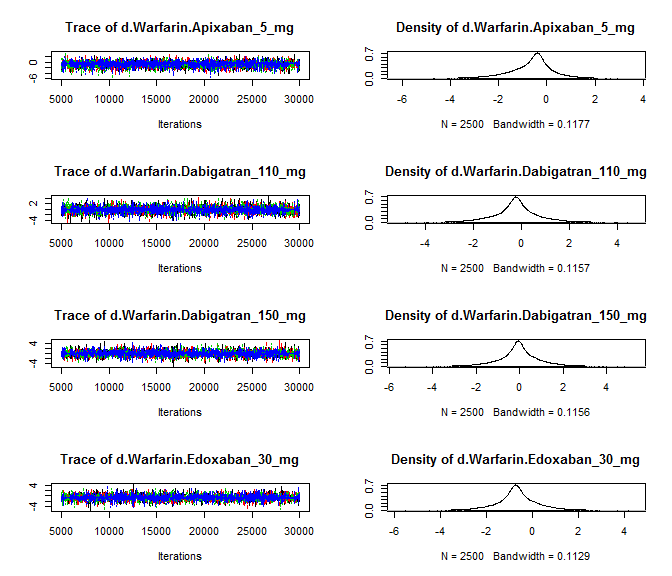 Trace of d.Warfarin.Apixaban_5_mg
0
-6
5000 10000 15000 20000 25000 30000
Iterations
Density of d.Warfarin.Apixaban_5_mg
0.7
0.0
-6 -4 -2 0 2 4
N = 2500 Bandwidth = 0.1177
Trace of d.Warfarin.Dabigatran_110_mg
2
-4
5000 10000 15000 20000 25000 30000
Iterations
Density of d.Warfarin.Dabigatran_110_mg
0.7
0.0
-4 -2 0 2 4
N = 2500 Bandwidth = 0.1157
Trace of d.Warfarin.Dabigatran_150_mg
4
-4
5000 10000 15000 20000 25000 30000
Iterations
Density of d.Warfarin.Dabigatran_150_mg
0.7
0.0
-6 -4 -2 0 2 4
N = 2500 Bandwidth = 0.1156
Trace of d.Warfarin.Edoxaban_30_mg
4
-4
5000 10000 15000 20000 25000 30000
Iterations
Density of d.Warfarin.Edoxaban_30_mg
0.7
0.0
-6 -4 -2 0 2 4
N = 2500 Bandwidth = 0.1129